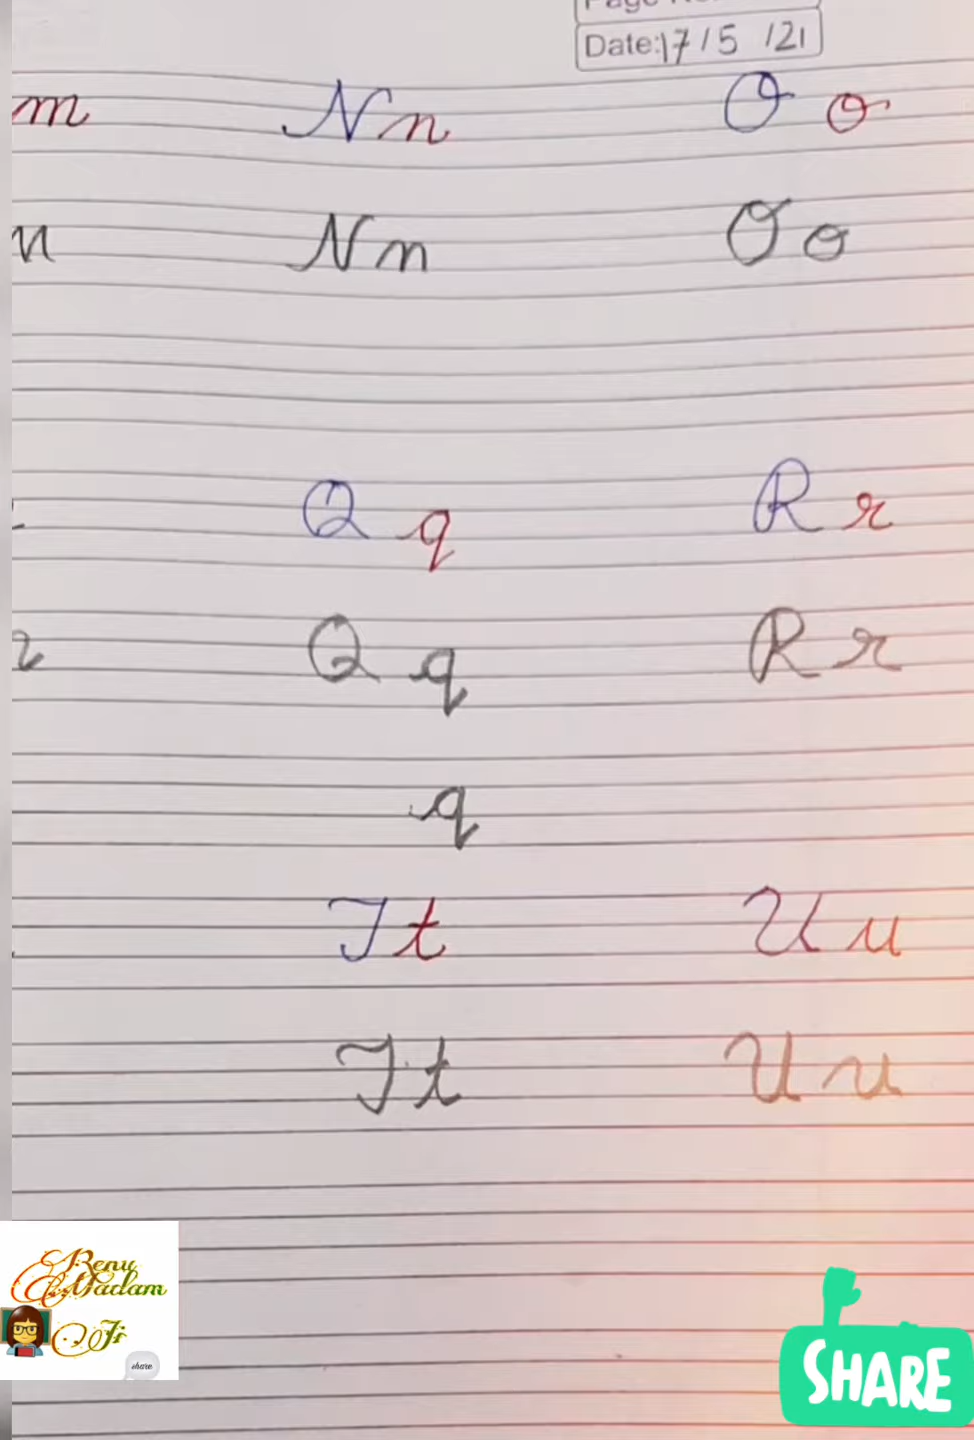 Date: 17/5/21
m Nn Oo
Nn Oo
Qq Rr
Qq Rr
q
Tt Uu
Tt Uu
Renu
Madam
Ji
share
SHARE